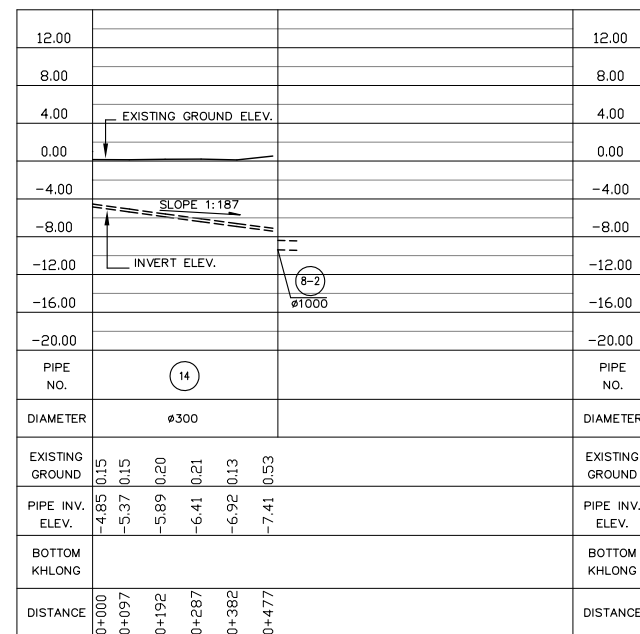 12.00 12.00
8.00 8.00
4.00 EXISTING GROUND ELEV. 4.00
0.00 0.00
-4.00 -4.00
SLOPE 1:187
-8.00 -8.00
-12.00 INVERT ELEV. -12.00
8-2
-16.00 ø1000 -16.00
-20.00 -20.00
PIPE NO. 14 PIPE NO.
DIAMETER ø300 DIAMETER
EXISTING GROUND 0.15 0.15 0.20 0.21 0.13 0.53 EXISTING GROUND
PIPE INV. ELEV. -4.85 -5.37 -5.89 -6.41 -6.92 -7.41 PIPE INV. ELEV.
BOTTOM KHLONG BOTTOM KHLONG
DISTANCE 0+000 0+097 0+192 0+287 0+382 0+477 DISTANCE